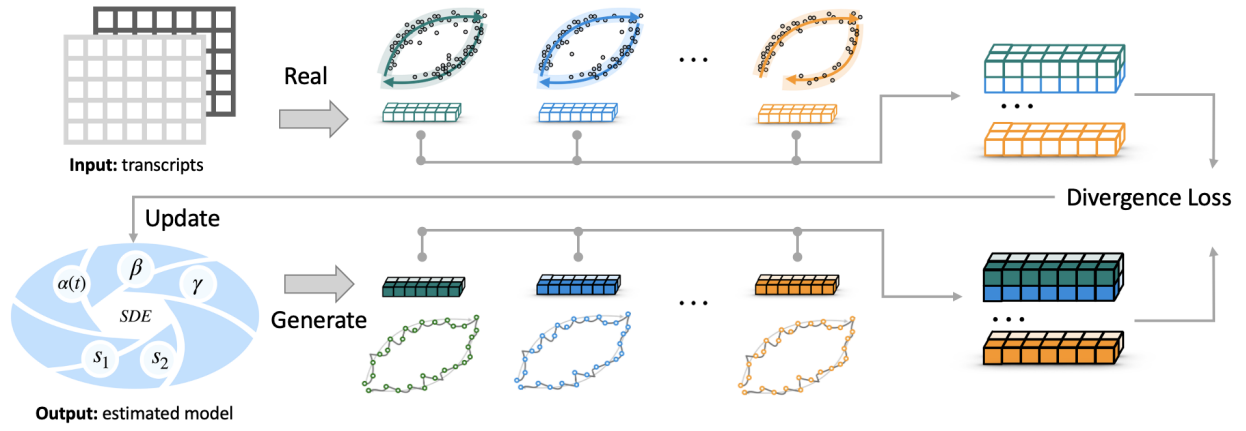 Real
...
Input: transcripts
...
Divergence Loss
Update
α(t)
β
γ
SDE
s1
s2
Generate
...
...
Output: estimated model